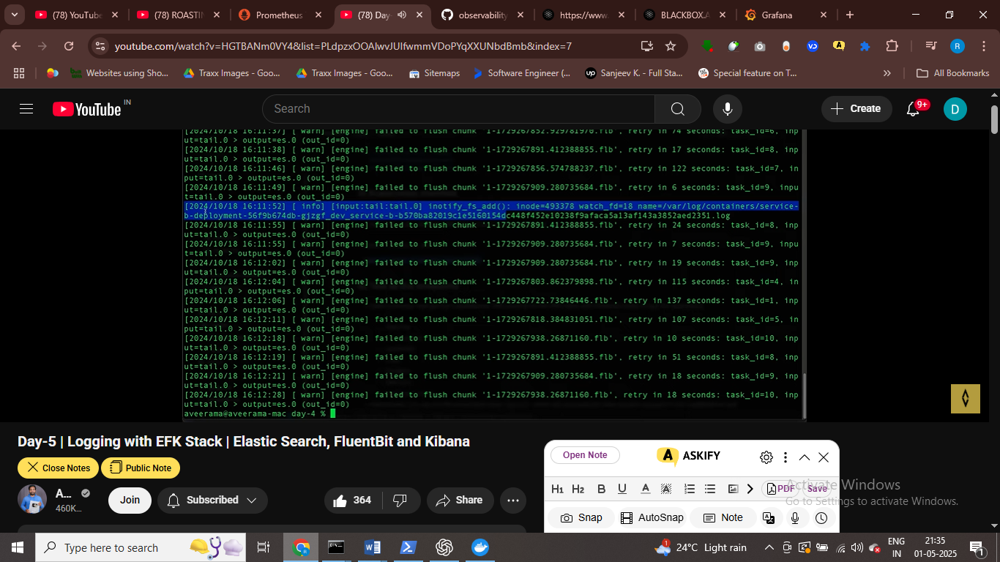 (78) YouTube
(78) ROASTIN
Prometheus
(78) Day-
observability
https://www.
BLACKBOX.A
Grafana
youtube.com/watch?v=HGTBANm0VY4&list=PLdpzxOOAlwvJUlfwmmVDoPYqXXUNbdBmb&index=7
R
Websites using Sho...
Traxx Images - Goo...
Traxx Images - Goo...
Sitemaps
Software Engineer (...
Sanjeev K. - Full Sta...
Special feature on T...
»
All Bookmarks
YouTube IN
Search
Create
9+
D
[2024/10/18 16:11:37] [ warn] [engine] failed to flush chunk '1-1729267852.929781970.flb', retry in 74 seconds: task_id=6, inp
ut=tail.0 > output=es.0 (out_id=0)
[2024/10/18 16:11:38] [ warn] [engine] failed to flush chunk '1-1729267891.412388855.flb', retry in 17 seconds: task_id=8, inp
ut=tail.0 > output=es.0 (out_id=0)
[2024/10/18 16:11:46] [ warn] [engine] failed to flush chunk '1-1729267856.574788237.flb', retry in 122 seconds: task_id=7, in
put=tail.0 > output=es.0 (out_id=0)
[2024/10/18 16:11:49] [ warn] [engine] failed to flush chunk '1-1729267909.280735684.flb', retry in 6 seconds: task_id=9, inpu
t=tail.0 > output=es.0 (out_id=0)
[2024/10/18 16:11:52] [ info] [input:tail:tail.0] inotify_fs_add(): inode=493378 watch_fd=18 name=/var/log/containers/service-
b-deployment-56f9b674db-gjzgf_dev_service-b-b570ba82019c1e5160154dc448f452e10238f9afaca5a13af143a3852aed2351.log
[2024/10/18 16:11:55] [ warn] [engine] failed to flush chunk '1-1729267891.412388855.flb', retry in 24 seconds: task_id=8, inp
ut=tail.0 > output=es.0 (out_id=0)
[2024/10/18 16:11:55] [ warn] [engine] failed to flush chunk '1-1729267909.280735684.flb', retry in 7 seconds: task_id=9, inpu
t=tail.0 > output=es.0 (out_id=0)
[2024/10/18 16:12:02] [ warn] [engine] failed to flush chunk '1-1729267909.280735684.flb', retry in 19 seconds: task_id=9, inp
ut=tail.0 > output=es.0 (out_id=0)
[2024/10/18 16:12:04] [ warn] [engine] failed to flush chunk '1-1729267803.862379898.flb', retry in 115 seconds: task_id=4, in
put=tail.0 > output=es.0 (out_id=0)
[2024/10/18 16:12:06] [ warn] [engine] failed to flush chunk '1-1729267722.73846446.flb', retry in 137 seconds: task_id=1, inp
ut=tail.0 > output=es.0 (out_id=0)
[2024/10/18 16:12:11] [ warn] [engine] failed to flush chunk '1-1729267818.384831051.flb', retry in 107 seconds: task_id=5, in
put=tail.0 > output=es.0 (out_id=0)
[2024/10/18 16:12:18] [ warn] [engine] failed to flush chunk '1-1729267938.26871160.flb', retry in 10 seconds: task_id=10, inp
ut=tail.0 > output=es.0 (out_id=0)
[2024/10/18 16:12:19] [ warn] [engine] failed to flush chunk '1-1729267891.412388855.flb', retry in 51 seconds: task_id=8, inp
ut=tail.0 > output=es.0 (out_id=0)
[2024/10/18 16:12:21] [ warn] [engine] failed to flush chunk '1-1729267909.280735684.flb', retry in 18 seconds: task_id=9, inp
ut=tail.0 > output=es.0 (out_id=0)
[2024/10/18 16:12:28] [ warn] [engine] failed to flush chunk '1-1729267938.26871160.flb', retry in 18 seconds: task_id=10, inp
ut=tail.0 > output=es.0 (out_id=0)
aveerama@aveerama-mac day-4 %
Day-5 | Logging with EFK Stack | Elastic Search, FluentBit and Kibana
Close Notes
Public Note
A...
460K...
Join
Subscribed
364
Share
Open Note
A ASKIFY
H1 H2 B U A
PDF
Save
Snap
AutoSnap
Note
Activate Windows
Go to Settings to activate Windows.
Type here to search
24°C Light rain
ENG
IN
21:35
01-05-2025
1